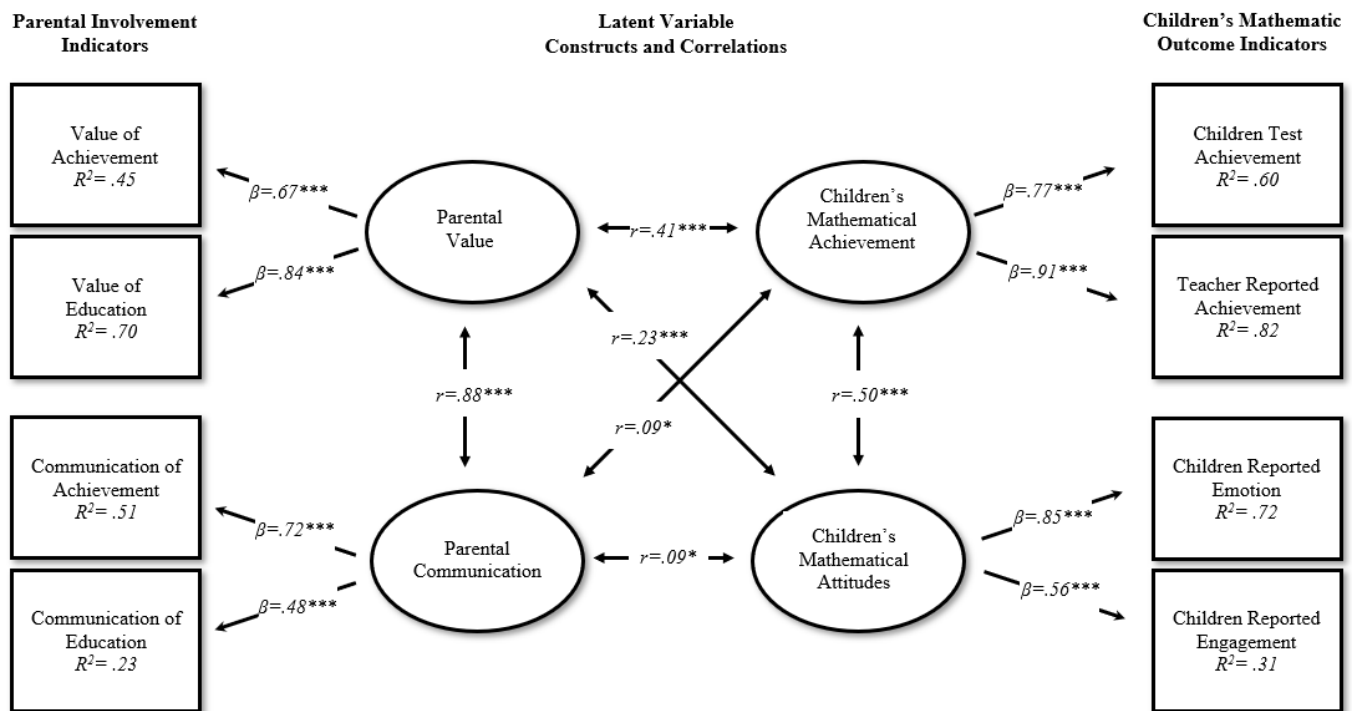 Parental Involvement
Indicators
Latent Variable
Constructs and Correlations
Children’s Mathematic
Outcome Indicators
Value of
Achievement
R²= .45
β=.67***
Value of
Education
R²= .70
β=.84***
Communication of
Achievement
R²= .51
β=.72***
Communication of
Education
R²= .23
β=.48***
Parental
Value
r=.41***
Children’s
Mathematical
Achievement
r=.23***
r=.88***
r=.50***
r=.09*
Parental
Communication
r=.09*
Children’s
Mathematical
Attitudes
β=.77***
Children Test
Achievement
R²= .60
β=.91***
Teacher Reported
Achievement
R²= .82
β=.85***
Children Reported
Emotion
R²= .72
β=.56***
Children Reported
Engagement
R²= .31